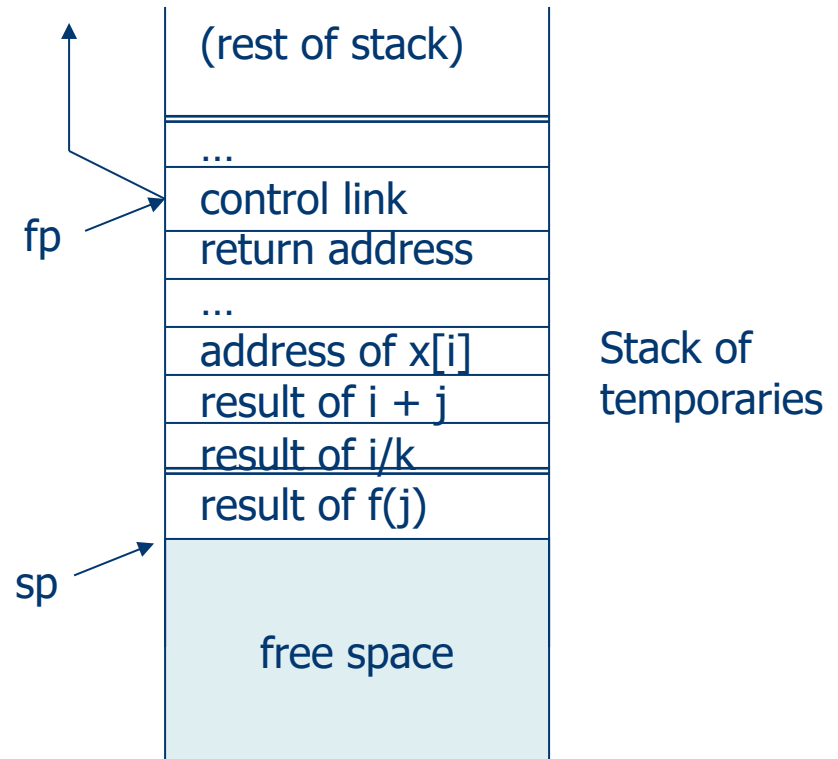 (rest of stack)
...
control link
fp
return address
...
address of x[i]
result of i + j
result of i/k
result of f(j)
Stack of
temporaries
sp
free space